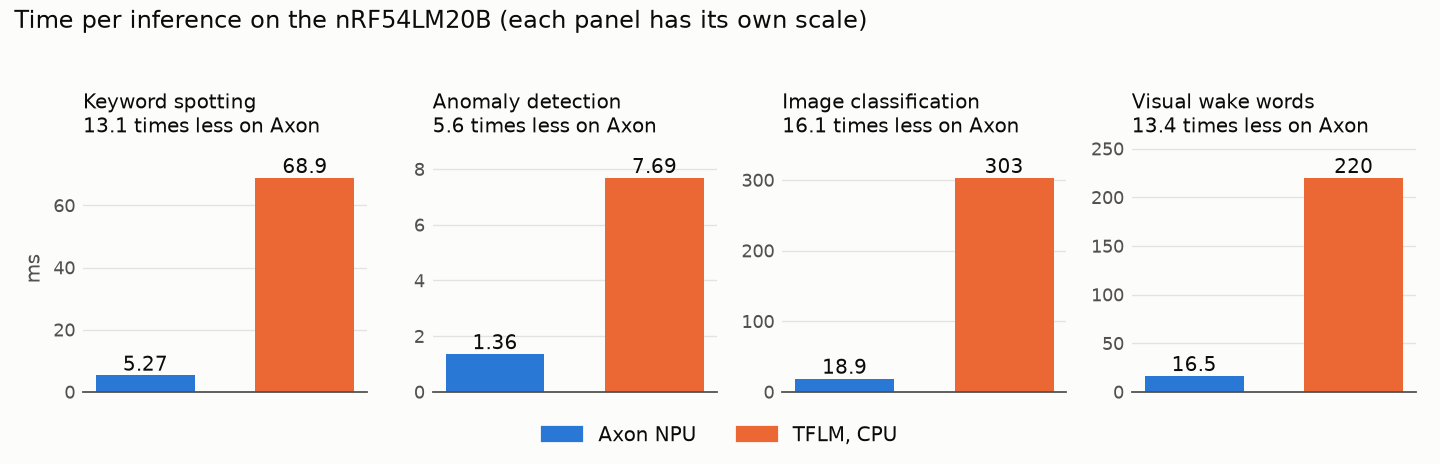 Time per inference on the nRF54LM20B (each panel has its own scale)
Keyword spotting
13.1 times less on Axon
ms
60
40
20
0
5.27
68.9
Anomaly detection
5.6 times less on Axon
8
6
4
2
0
1.36
7.69
Image classification
16.1 times less on Axon
300
200
100
0
18.9
303
Visual wake words
13.4 times less on Axon
250
200
150
100
50
0
16.5
220
Axon NPU
TFLM, CPU